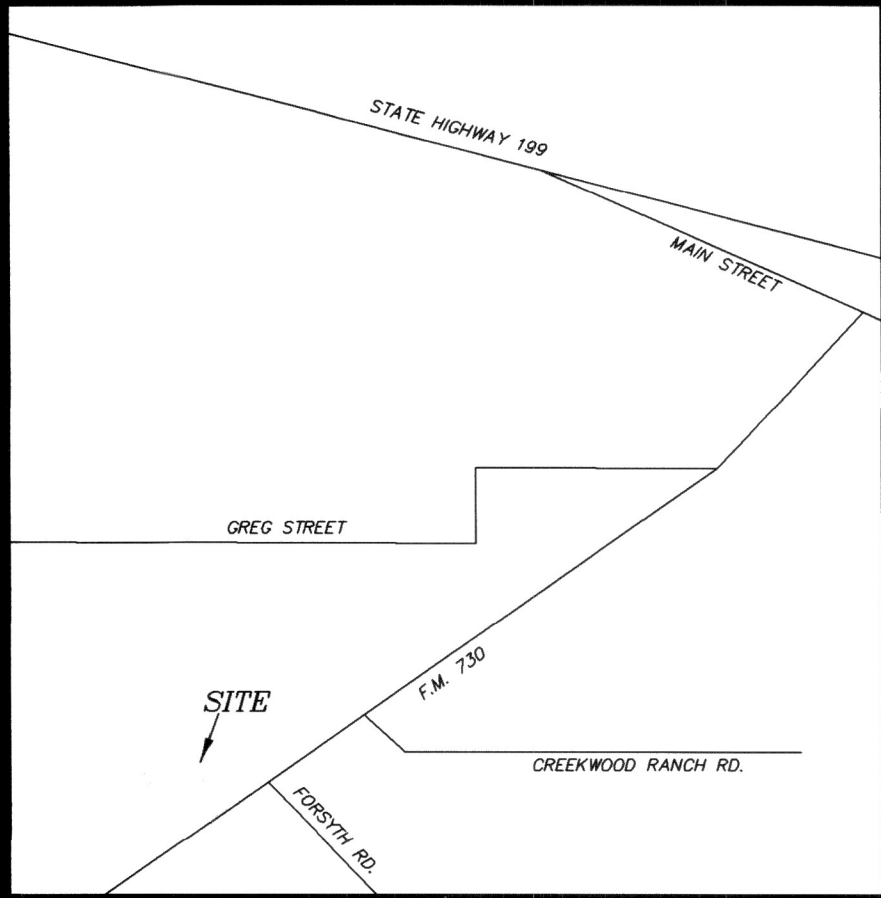 STATE HIGHWAY 199
MAIN STREET
GREG STREET
F.M. 730
SITE
CREEKWOOD RANCH RD.
FORSYTH RD.